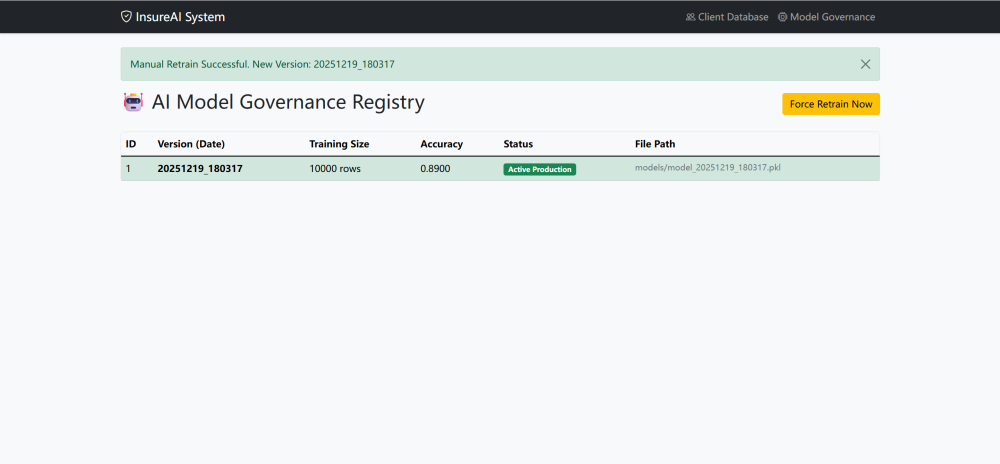 InsureAI System Client Database Model Governance
Manual Retrain Successful. New Version: 20251219_180317
AI Model Governance Registry Force Retrain Now
ID Version (Date) Training Size Accuracy Status File Path
1 20251219_180317 10000 rows 0.8900 Active Production models/model_20251219_180317.pkl